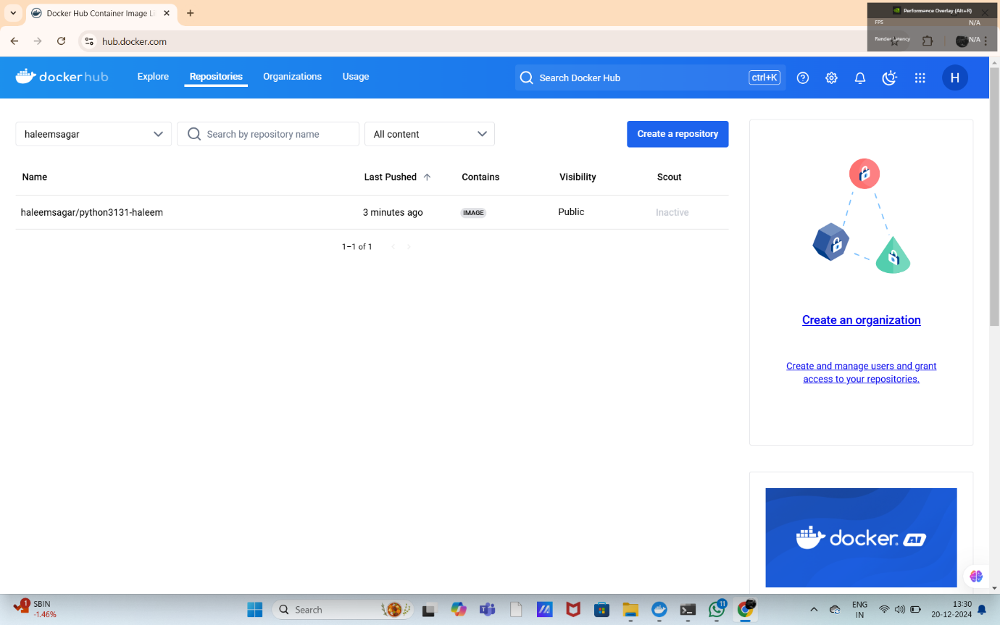 Docker Hub Container Image Li
Performance Overlay (Alt+R)
FPS N/A
Render Latency N/A
hub.docker.com
docker hub Explore Repositories Organizations Usage Search Docker Hub ctrl+K H
haleemsagar Search by repository name All content Create a repository
Name Last Pushed Contains Visibility Scout
haleemsagar/python3131-haleem 3 minutes ago IMAGE Public Inactive
1–1 of 1
Create an organization
Create and manage users and grant
access to your repositories.
docker AI
1 SBIN
-1.46%
Search
11
ENG
IN
13:30
20-12-2024